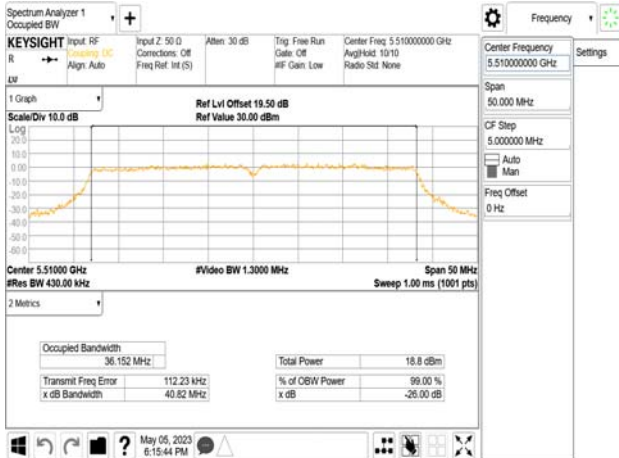 Spectrum Analyzer 1
Occupied BW
+
Frequency
KEYSIGHT
R
Input: RF
Coupling: DC
Align: Auto
Input Z: 50 Ω
Corrections: Off
Freq Ref: Int (S)
Atten: 30 dB
Trig: Free Run
Gate: Off
#IF Gain: Low
Center Freq: 5.510000000 GHz
Avg|Hold: 10/10
Radio Std: None
Center Frequency
5.510000000 GHz
Settings
Span
50.000 MHz
CF Step
5.000000 MHz
Auto
Man
Freq Offset
0 Hz
1 Graph
Scale/Div 10.0 dB
Ref Lvl Offset 19.50 dB
Ref Value 30.00 dBm
Log
20.0
10.0
0.00
-10.0
-20.0
-30.0
-40.0
-50.0
-60.0
Center 5.51000 GHz
#Video BW 1.3000 MHz
Span 50 MHz
#Res BW 430.00 kHz
Sweep 1.00 ms (1001 pts)
2 Metrics
Occupied Bandwidth
36.152 MHz
Total Power 18.8 dBm
Transmit Freq Error 112.23 kHz
% of OBW Power 99.00 %
x dB Bandwidth 40.82 MHz
x dB -26.00 dB
?
May 05, 2023
6:15:44 PM